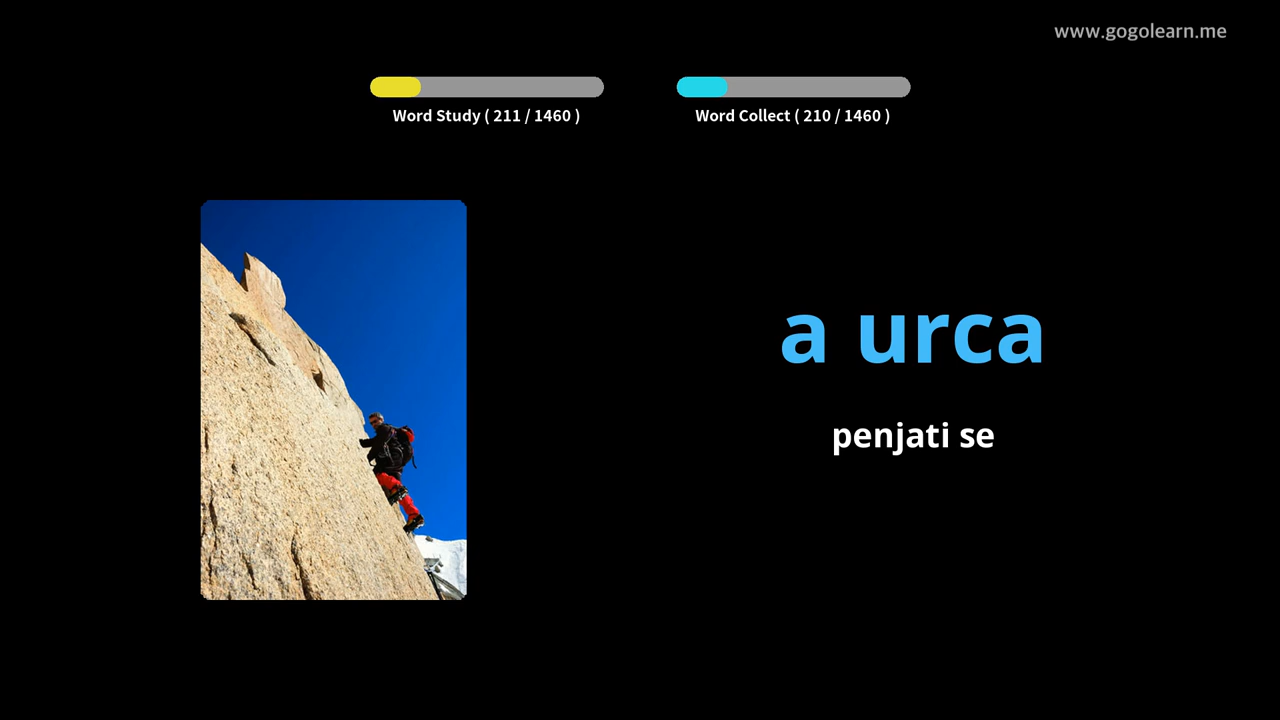 www.gogolearn.me
Word Study ( 211 / 1460 )
Word Collect ( 210 / 1460 )
a urca
penjati se